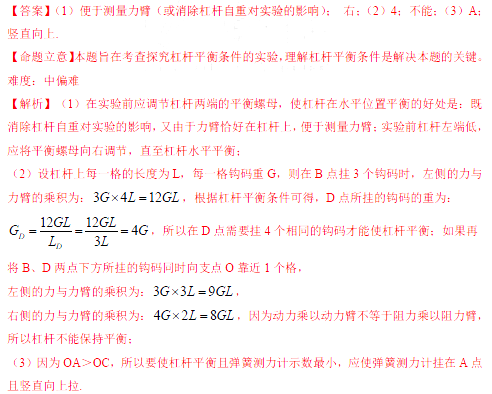 【答案】（1）便于测量力臂（或消除杠杆自重对实验的影响)； 右；（2）4；不能；（3）A；
竖直向上.
【命题立意】本题旨在考查探究杠杆平衡条件的实验，理解杠杆平衡条件是解决本题的关键。
难度：中偏难
【解析】（1）在实验前应调节杠杆两端的平衡螺母，使杠杆在水平位置平衡的好处是：既
消除杠杆自重对实验的影响，又由于力臂恰好在杠杆上，便于测量力臂；实验前杠杆左端低，
应将平衡螺母向右调节，直至杠杆水平平衡；
（2）设杠杆上每一格的长度为L，每一格钩码重G，则在B点挂3个钩码时，左侧的力与
力臂的乘积为：3G×4L=12GL，根据杠杆平衡条件可得，D点所挂的钩码的重为：
G_D = 12GL/L_D = 12GL/3L = 4G，所以在D点需要挂4个相同的钩码才能使杠杆平衡；如果再
将B、D两点下方所挂的钩码同时向支点O靠近1个格，
左侧的力与力臂的乘积为：3G×3L=9GL，
右侧的力与力臂的乘积为：4G×2L=8GL，因为动力乘以动力臂不等于阻力乘以阻力臂，
所以杠杆不能保持平衡；
（3）因为OA＞OC，所以要使杠杆平衡且弹簧测力计示数最小，应使弹簧测力计挂在A点
且竖直向上拉.